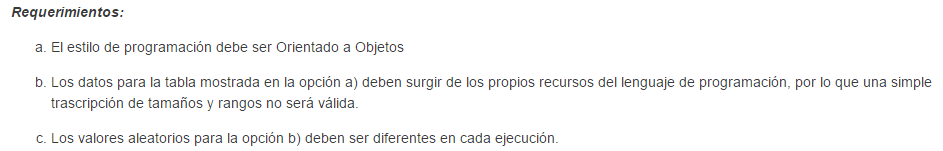 Requerimientos:
a. El estilo de programación debe ser Orientado a Objetos
b. Los datos para la tabla mostrada en la opción a) deben surgir de los propios recursos del lenguaje de programación, por lo que una simple
trascripción de tamaños y rangos no será válida.
c. Los valores aleatorios para la opción b) deben ser diferentes en cada ejecución.